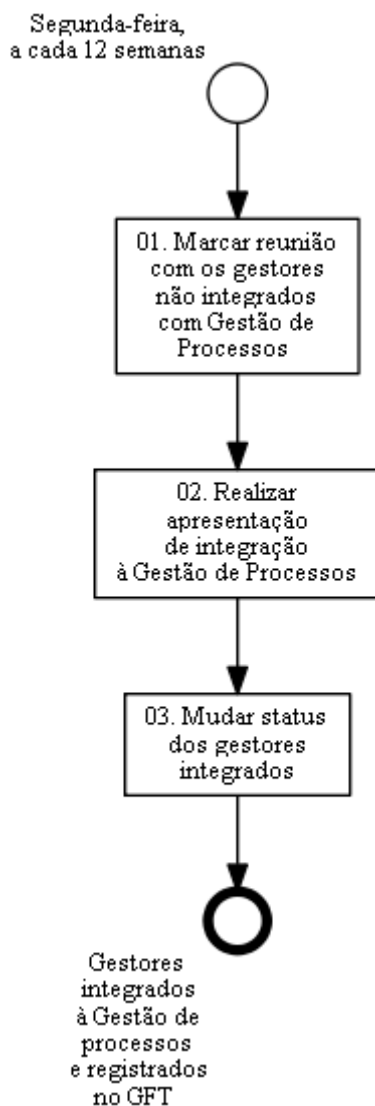 Segunda-feira,
a cada 12 semanas
01. Marcar reunião
com os gestores
não integrados
com Gestão de
Processos
02. Realizar
apresentação
de integração
à Gestão de Processos
03. Mudar status
dos gestores
integrados
Gestores
integrados
à Gestão de
processos
e registrados
no GFT